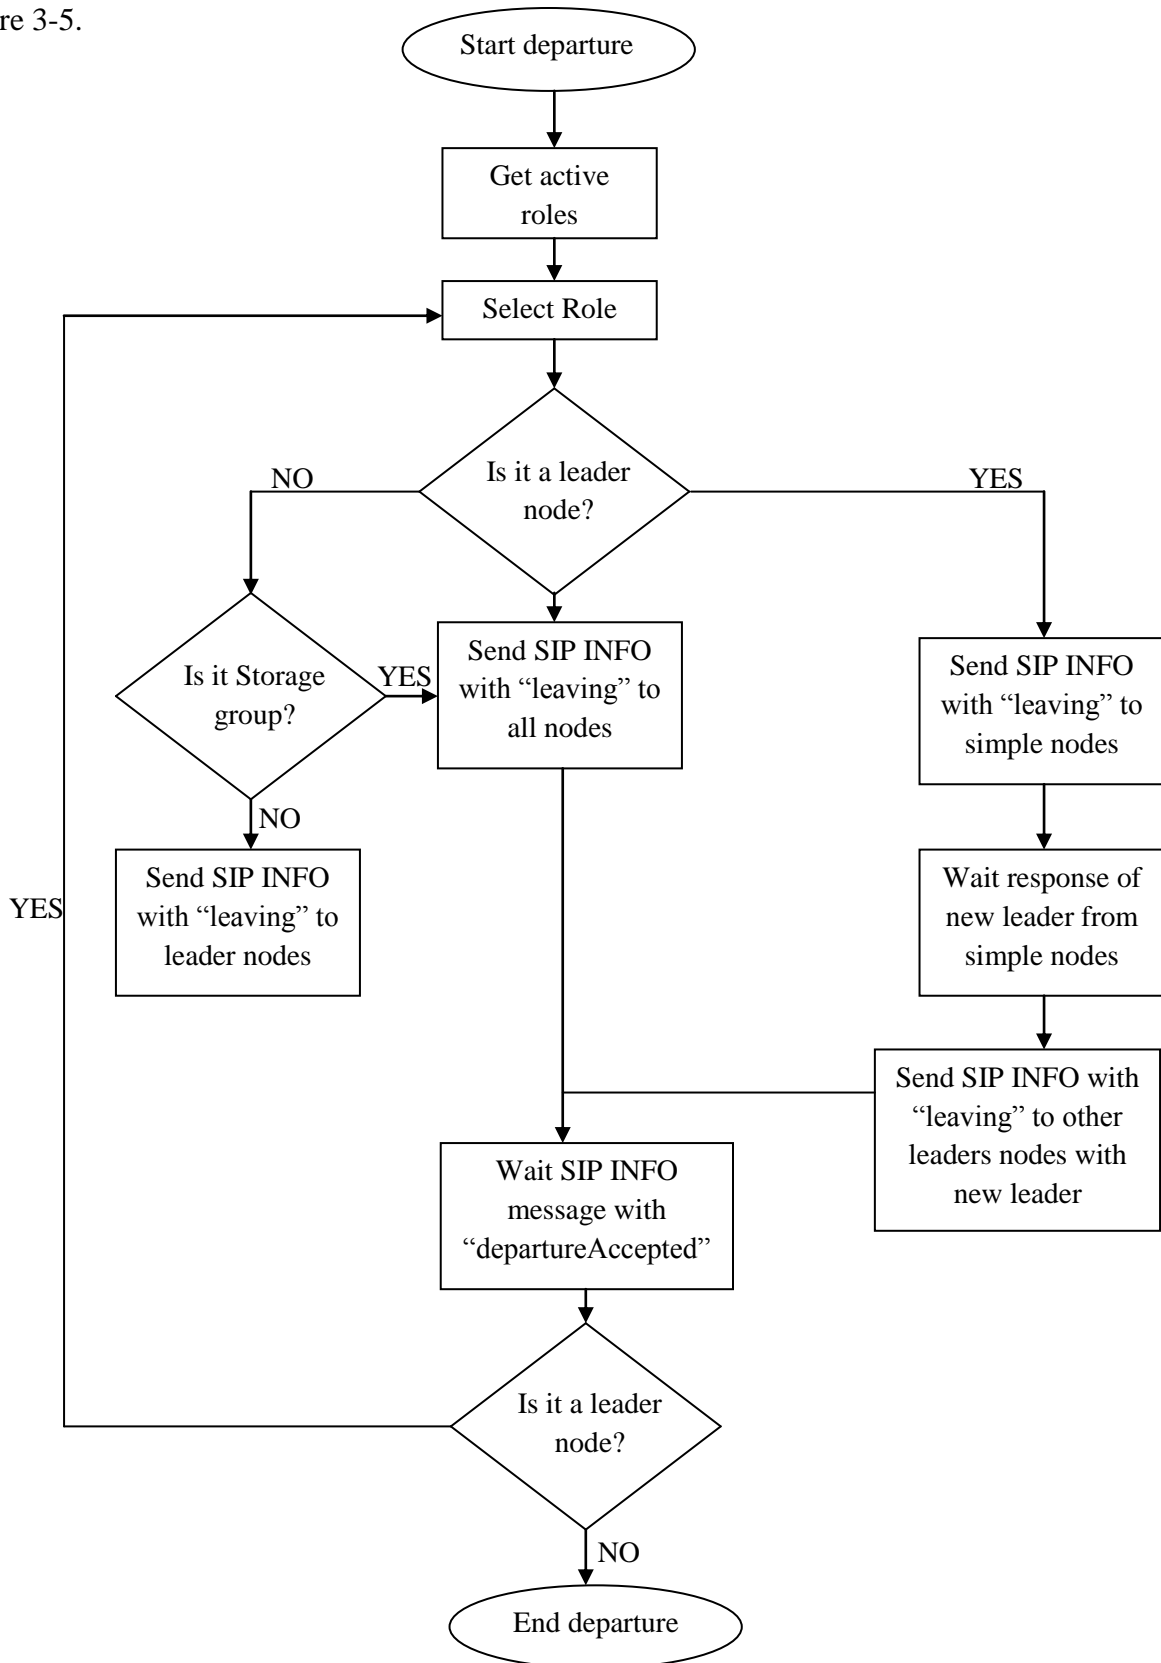 re 3-5.
Start departure
Get active
roles
Select Role
Is it a leader
node?
NO
YES
Is it Storage
group?
YES
Send SIP INFO
with “leaving” to
all nodes
Send SIP INFO
with “leaving” to
simple nodes
NO
Send SIP INFO
with “leaving” to
leader nodes
YES
Wait response of
new leader from
simple nodes
Send SIP INFO with
“leaving” to other
leaders nodes with
new leader
Wait SIP INFO
message with
“departureAccepted”
Is it a leader
node?
NO
End departure